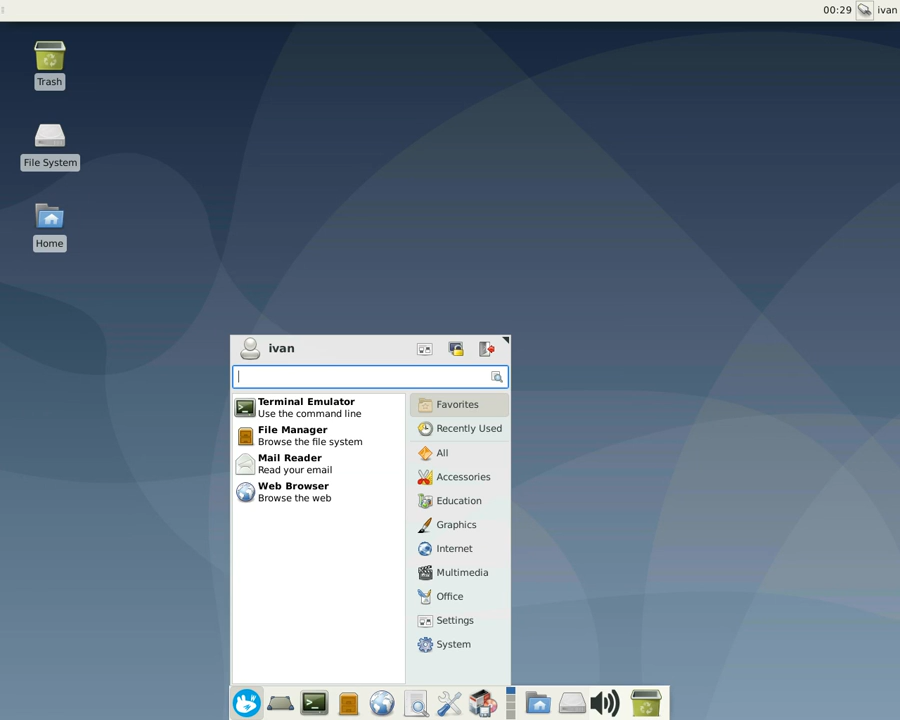 00:29 ivan
Trash
File System
Home
ivan
Terminal Emulator
Use the command line
File Manager
Browse the file system
Mail Reader
Read your email
Web Browser
Browse the web
Favorites
Recently Used
All
Accessories
Education
Graphics
Internet
Multimedia
Office
Settings
System